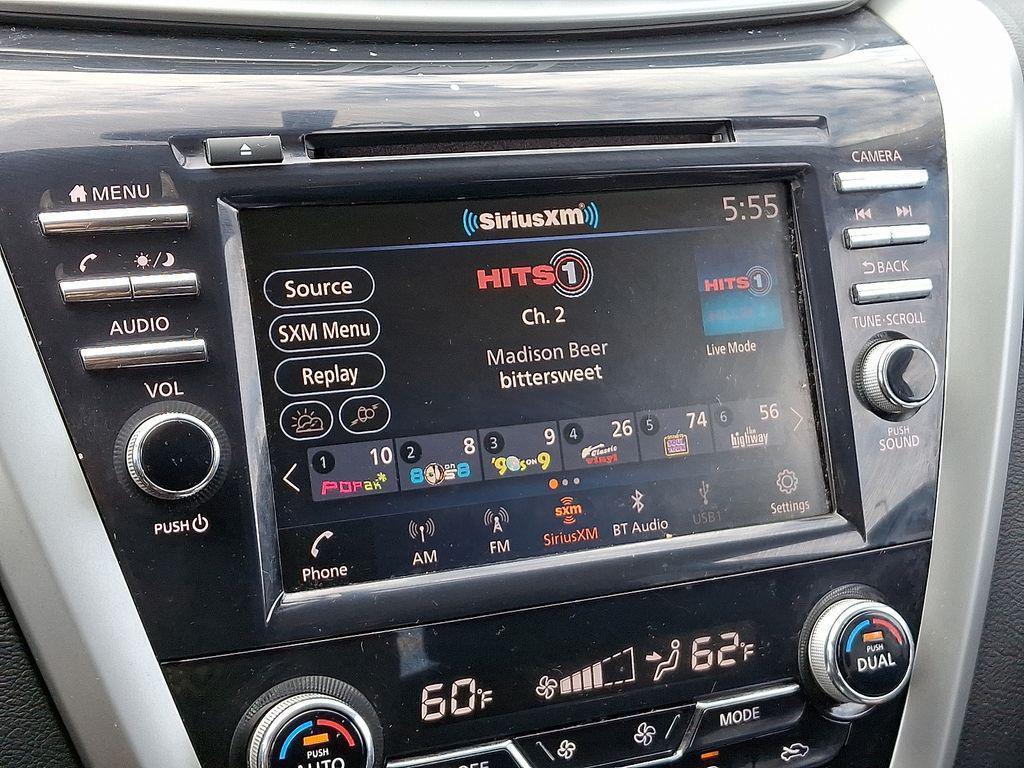 MENU
AUDIO
VOL
PUSH
SiriusXM
5:55
Source
SXM Menu
Replay
HITS 1
Ch. 2
Madison Beer
bittersweet
HITS 1
Live Mode
1 10 POP
2 8 80s on 8
3 9 '90s ON 9
4 26 Classic vinyl
5 74
6 56 the highway
Phone
AM
FM
sxm
SiriusXM
BT Audio
USB1
Settings
CAMERA
BACK
TUNE·SCROLL
PUSH
SOUND
60°F
62°F
PUSH
AUTO
OFF
MODE
PUSH
DUAL